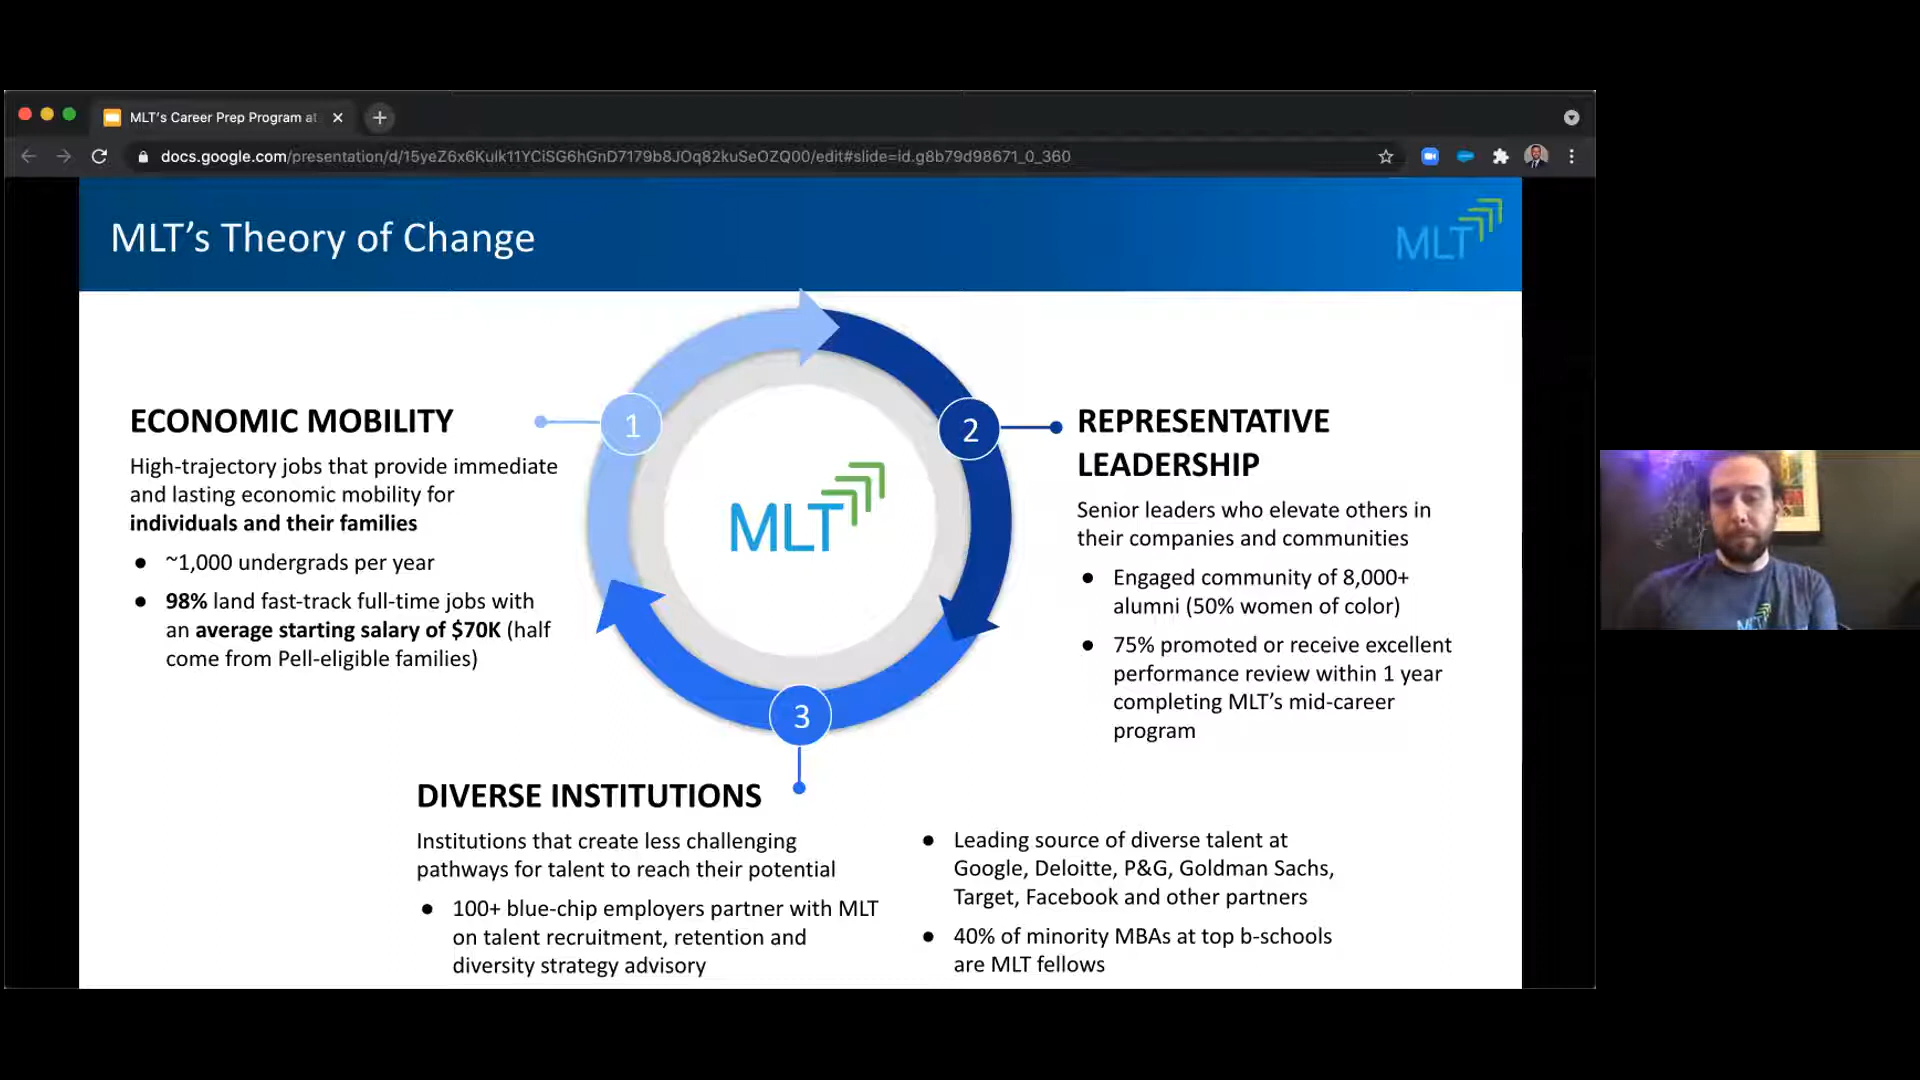 MLT's Career Prep Program at
docs.google.com/presentation/d/15yeZ6x6KuIk11YCiSG6hGnD7179b8JOq82kuSeOZQ00/edit#slide=id.g8b79d98671_0_360
MLT's Theory of Change
MLT
ECONOMIC MOBILITY
High-trajectory jobs that provide immediate
and lasting economic mobility for
individuals and their families
● ~1,000 undergrads per year
● 98% land fast-track full-time jobs with
an average starting salary of $70K (half
come from Pell-eligible families)
1
2
3
MLT
REPRESENTATIVE
LEADERSHIP
Senior leaders who elevate others in
their companies and communities
● Engaged community of 8,000+
alumni (50% women of color)
● 75% promoted or receive excellent
performance review within 1 year
completing MLT's mid-career
program
DIVERSE INSTITUTIONS
Institutions that create less challenging
pathways for talent to reach their potential
● 100+ blue-chip employers partner with MLT
on talent recruitment, retention and
diversity strategy advisory
● Leading source of diverse talent at
Google, Deloitte, P&G, Goldman Sachs,
Target, Facebook and other partners
● 40% of minority MBAs at top b-schools
are MLT fellows
MLT